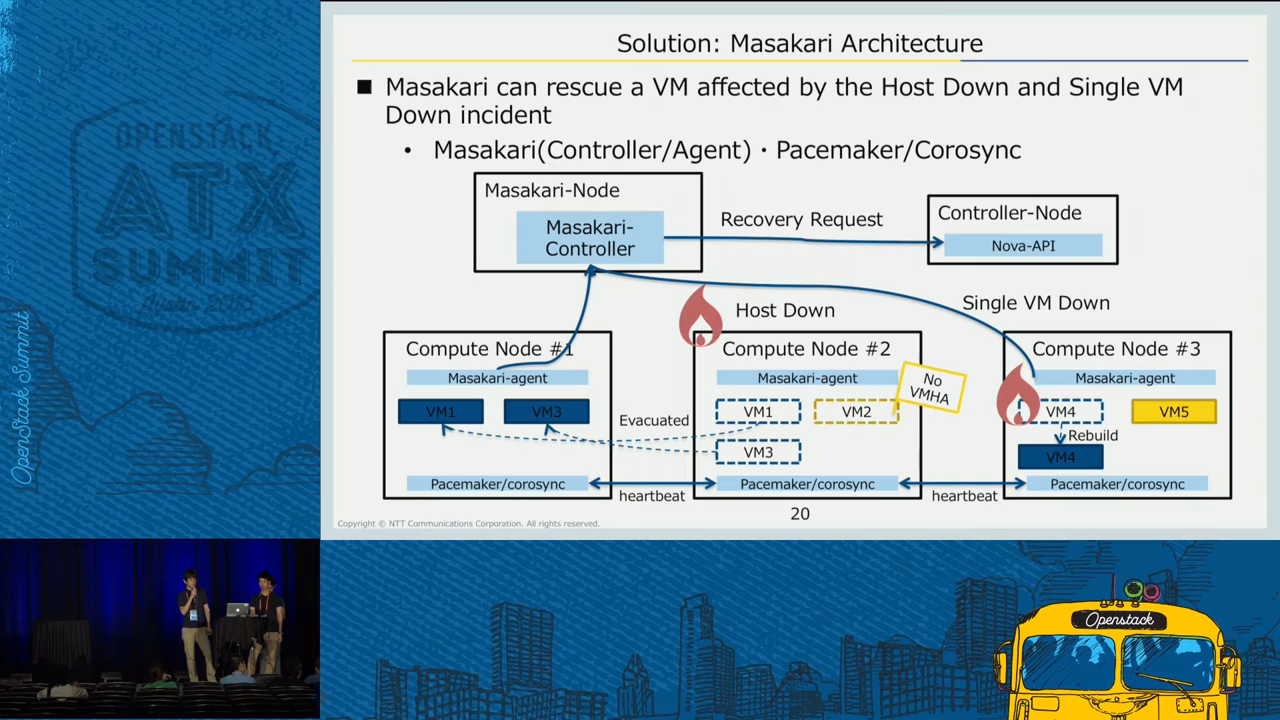 Solution: Masakari Architecture
■ Masakari can rescue a VM affected by the Host Down and Single VM
Down incident
• Masakari(Controller/Agent)・Pacemaker/Corosync
Masakari-Node
Masakari-
Controller
Recovery Request
Controller-Node
Nova-API
Host Down
Single VM Down
Compute Node #1
Masakari-agent
VM1
VM3
Pacemaker/corosync
Evacuated
heartbeat
Compute Node #2
Masakari-agent
VM1
VM2
No
VMHA
VM3
Pacemaker/corosync
heartbeat
Compute Node #3
Masakari-agent
VM4
VM5
Rebuild
VM4
Pacemaker/corosync
20
Copyright © NTT Communications Corporation. All rights reserved.
OPENSTACK
ATX
SUMMIT
OpenStack Summit
Openstack